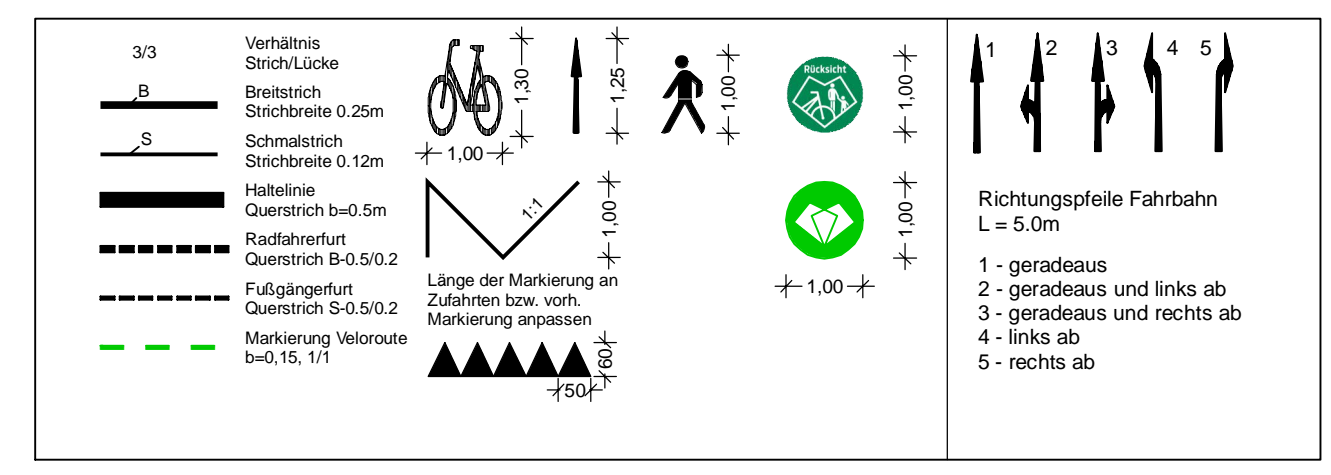 3/3
Verhältnis
Strich/Lücke
B
Breitstrich
Strichbreite 0.25m
S
Schmalstrich
Strichbreite 0.12m
Haltelinie
Querstrich b=0.5m
Radfahrerfurt
Querstrich B-0.5/0.2
Fußgängerfurt
Querstrich S-0.5/0.2
Markierung Veloroute
b=0,15, 1/1
1,30
1,00
1,25
1,00
Rücksicht
1,00
1:1
1,00
Länge der Markierung an
Zufahrten bzw. vorh.
Markierung anpassen
60
50
1,00
1,00
1 2 3 4 5
Richtungspfeile Fahrbahn
L = 5.0m
1 - geradeaus
2 - geradeaus und links ab
3 - geradeaus und rechts ab
4 - links ab
5 - rechts ab